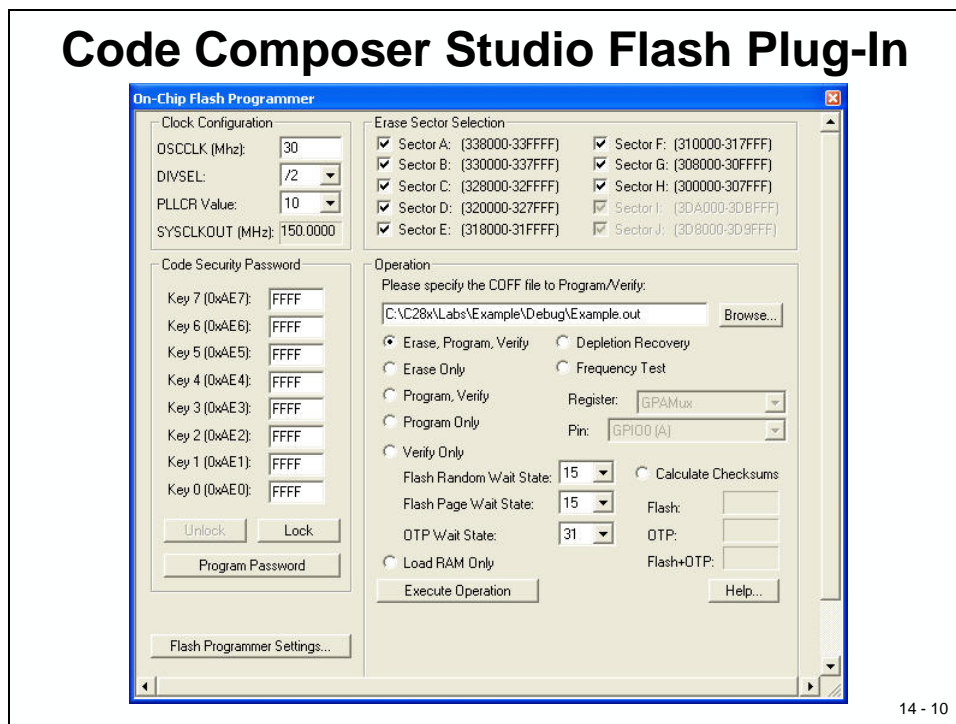 Code Composer Studio Flash Plug-In
On-Chip Flash Programmer
Clock Configuration
OSCCLK (Mhz): 30
DIVSEL: /2
PLLCR Value: 10
SYSCLKOUT (MHz): 150.0000
Erase Sector Selection
Sector A: (338000-33FFFF)
Sector B: (330000-337FFF)
Sector C: (328000-32FFFF)
Sector D: (320000-327FFF)
Sector E: (318000-31FFFF)
Sector F: (310000-317FFF)
Sector G: (308000-30FFFF)
Sector H: (300000-307FFF)
Sector I: (3DA000-3DBFFF)
Sector J: (3D8000-3D9FFF)
Code Security Password
Key 7 (0xAE7): FFFF
Key 6 (0xAE6): FFFF
Key 5 (0xAE5): FFFF
Key 4 (0xAE4): FFFF
Key 3 (0xAE3): FFFF
Key 2 (0xAE2): FFFF
Key 1 (0xAE1): FFFF
Key 0 (0xAE0): FFFF
Unlock Lock
Program Password
Flash Programmer Settings...
Operation
Please specify the COFF file to Program/Verify:
C:\C28x\Labs\Example\Debug\Example.out Browse...
Erase, Program, Verify
Erase Only
Program, Verify
Program Only
Verify Only
Depletion Recovery
Frequency Test
Register: GPAMux
Pin: GPIO0 (A)
Flash Random Wait State: 15
Flash Page Wait State: 15
OTP Wait State: 31
Calculate Checksums
Flash:
OTP:
Flash+OTP:
Load RAM Only
Execute Operation Help...
14 - 10